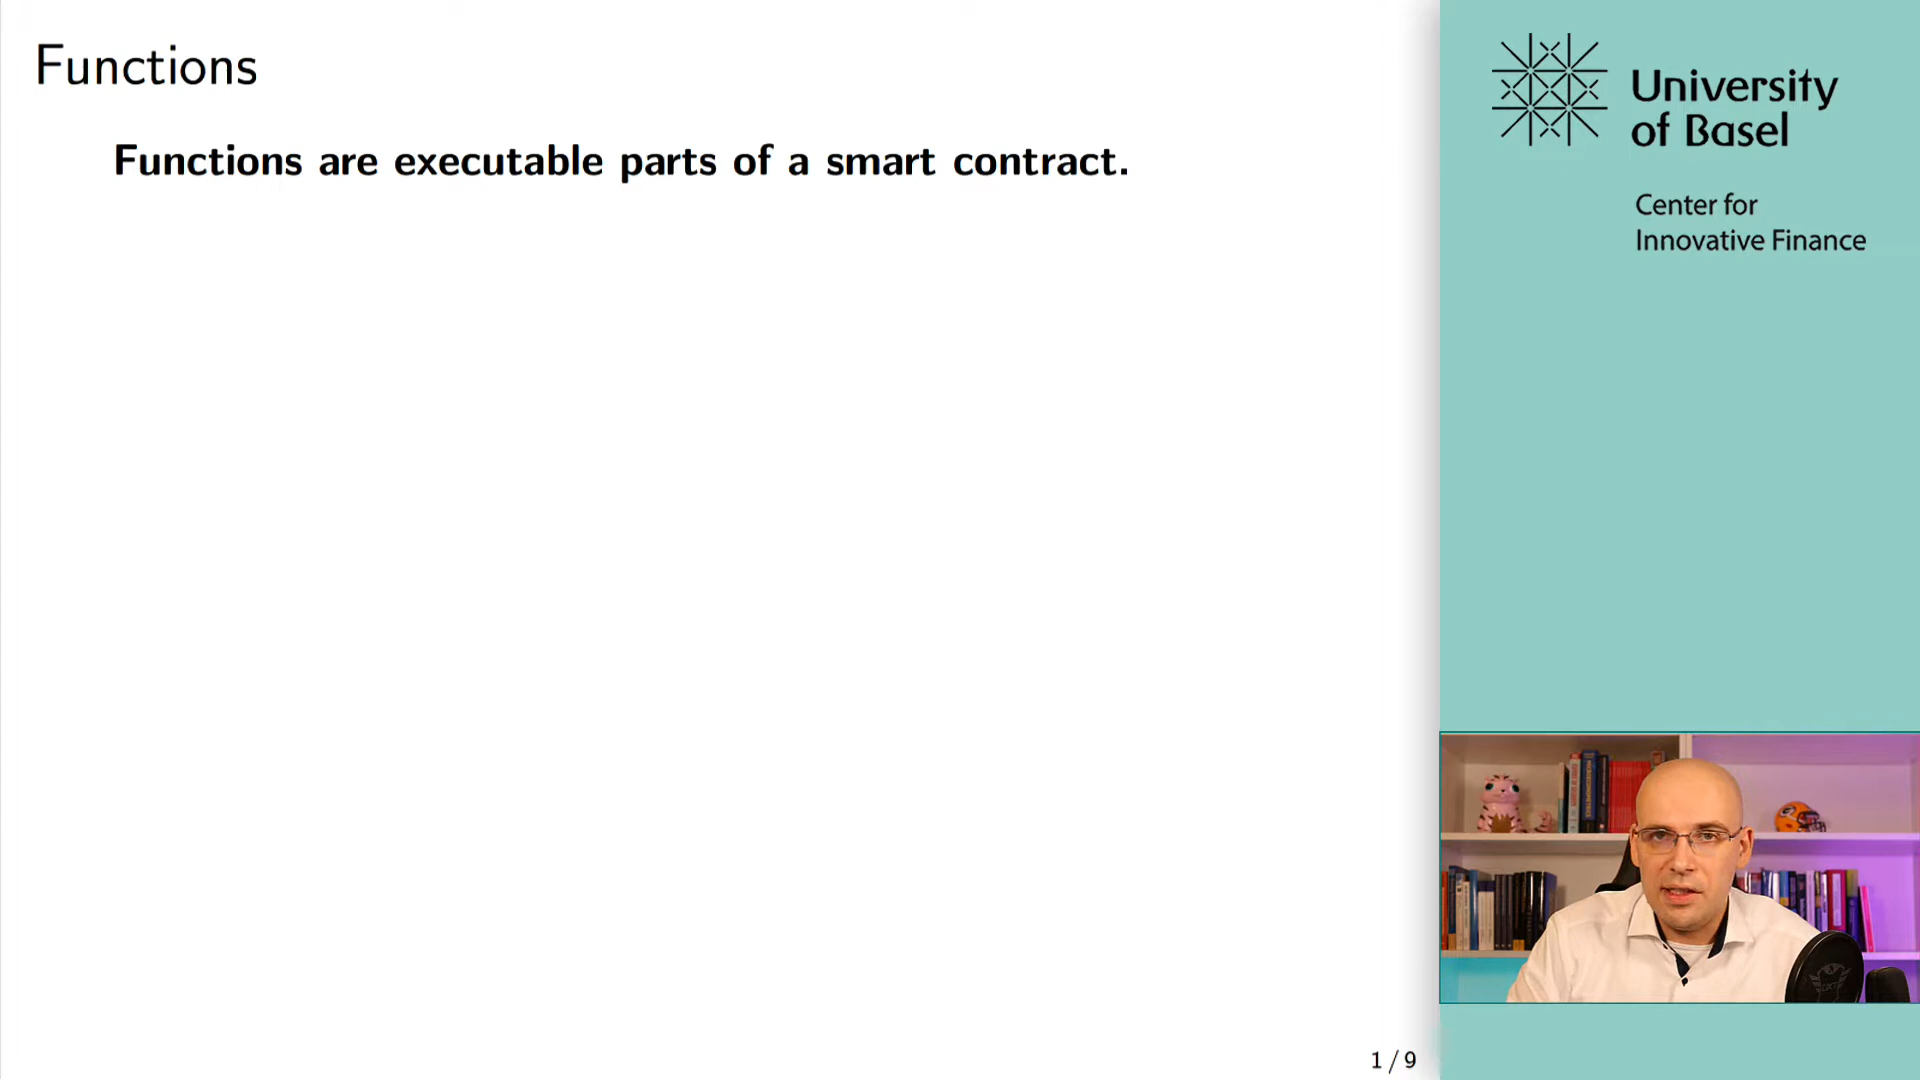 Functions
Functions are executable parts of a smart contract.
University
of Basel
Center for
Innovative Finance
1 / 9